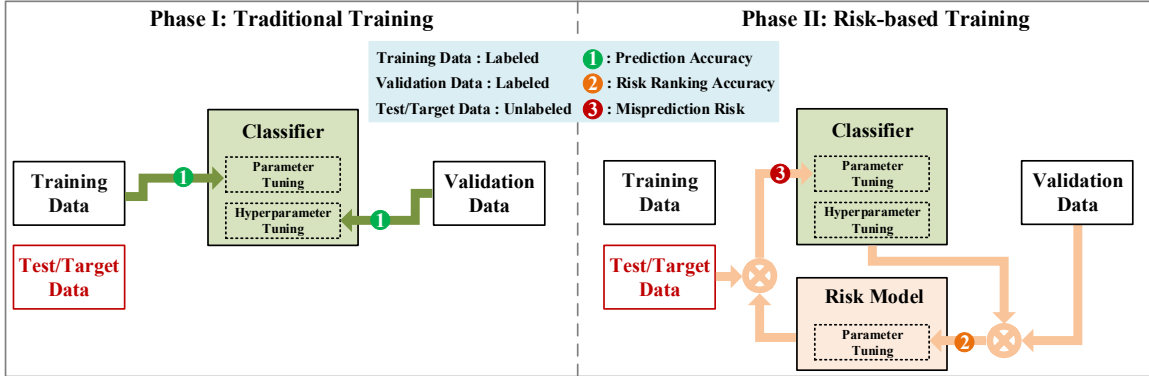 Phase I: Traditional Training
Phase II: Risk-based Training
Training Data : Labeled
1 : Prediction Accuracy
Validation Data : Labeled
2 : Risk Ranking Accuracy
Test/Target Data : Unlabeled
3 : Misprediction Risk
Classifier
Parameter
Tuning
Hyperparameter
Tuning
Training
Data
1
Validation
Data
1
Test/Target
Data
Classifier
Parameter
Tuning
Hyperparameter
Tuning
Training
Data
3
Validation
Data
Test/Target
Data
Risk Model
Parameter
Tuning
2